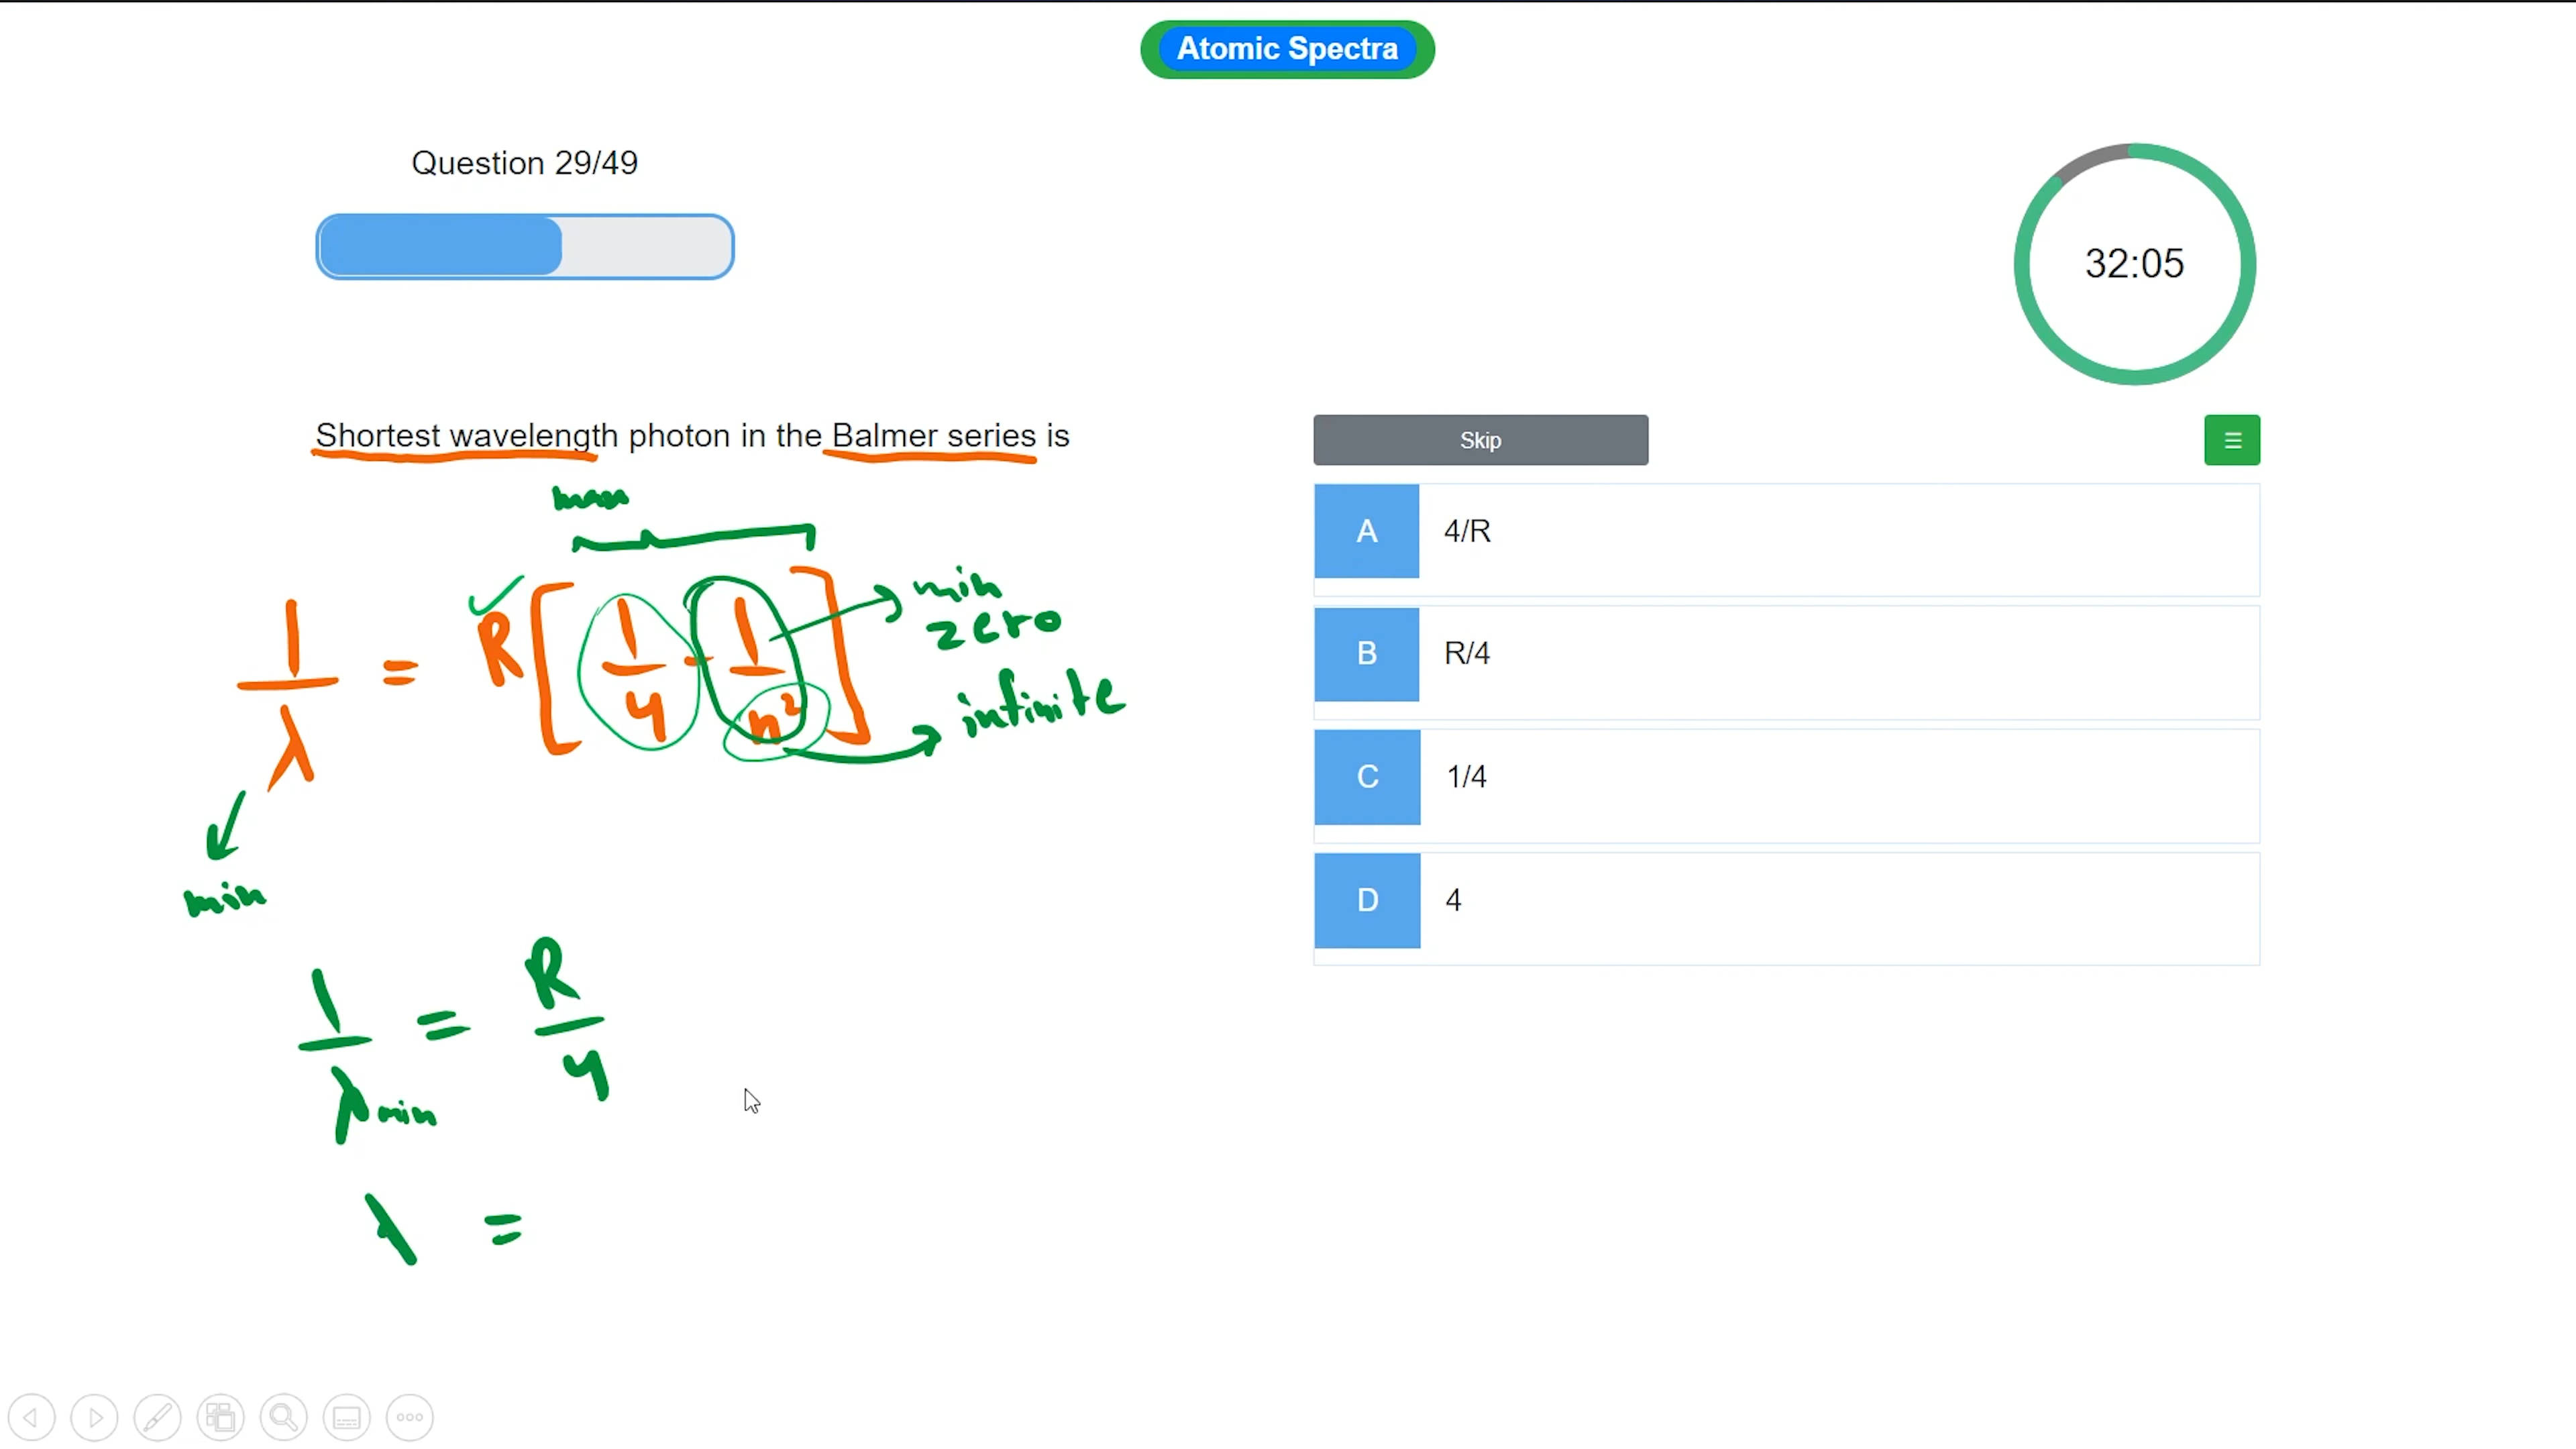 Atomic Spectra
Question 29/49
32:05
Shortest wavelength photon in the Balmer series is
Skip
A 4/R
B R/4
C 1/4
D 4
max
1/λ = R[1/4 - 1/n²]
min
zero
infinite
min
1/λmin = R/4
λ =